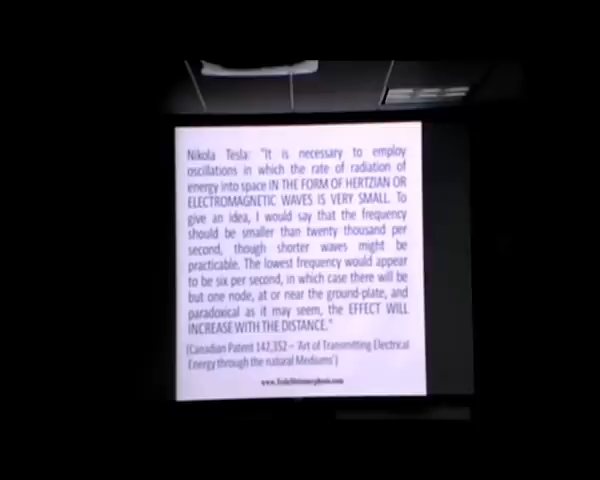 Nikola Tesla: "It is necessary to employ
oscillations in which the rate of radiation of
energy into space IN THE FORM OF HERTZIAN OR
ELECTROMAGNETIC WAVES IS VERY SMALL. To
give an idea, I would say that the frequency
should be smaller than twenty thousand per
second, though shorter waves might be
practicable. The lowest frequency would appear
to be six per second, in which case there will be
but one node, at or near the ground-plate, and
paradoxical as it may seem, the EFFECT WILL
INCREASE WITH THE DISTANCE."
(Canadian Patent 142,352 – 'Art of Transmitting Electrical
Energy through the natural Mediums')